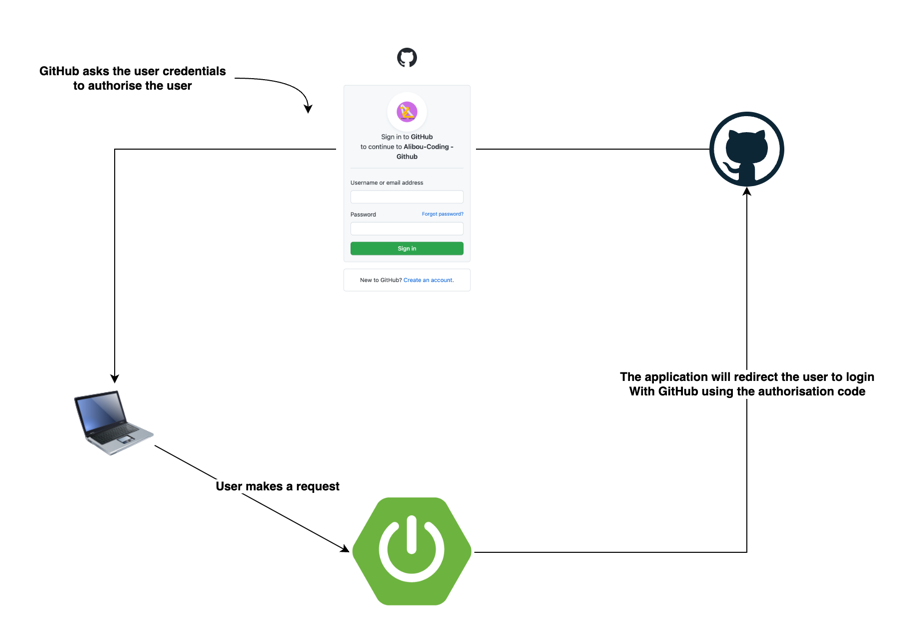 GitHub asks the user credentials
to authorise the user
Sign in to GitHub
to continue to Alibou-Coding -
Github
Username or email address
Password
Forgot password?
Sign in
New to GitHub? Create an account.
The application will redirect the user to login
With GitHub using the authorisation code
User makes a request